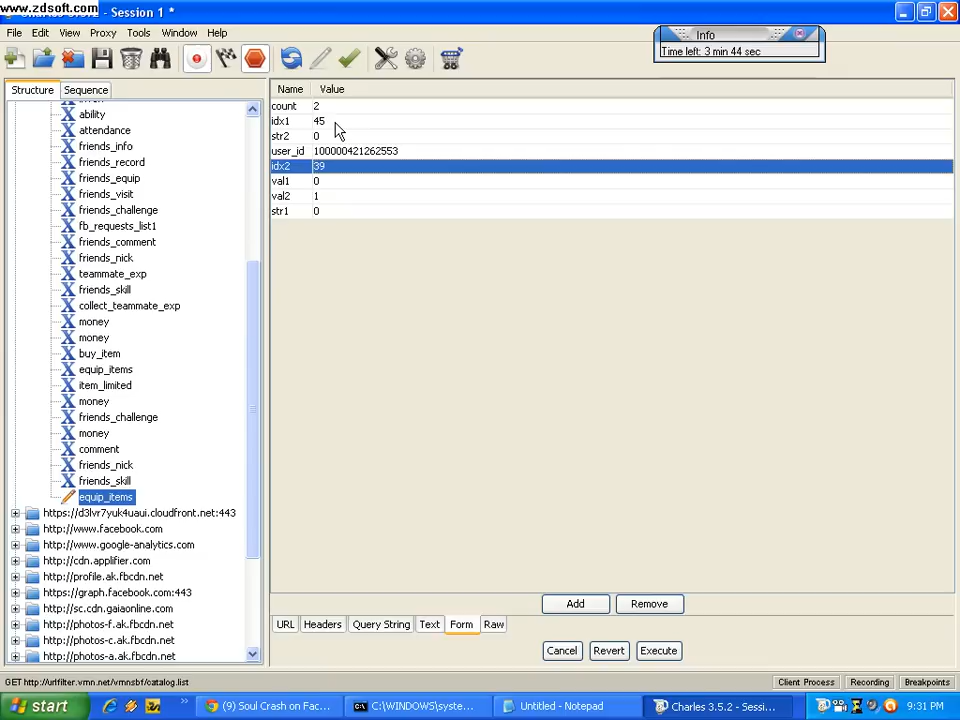 www.zdsoft.com
Session 1 *
File Edit View Proxy Tools Window Help
Info
Time left: 3 min 44 sec
Structure Sequence
ability
attendance
friends_info
friends_record
friends_equip
friends_visit
friends_challenge
fb_requests_list1
friends_comment
friends_nick
teammate_exp
friends_skill
collect_teammate_exp
money
money
buy_item
equip_items
item_limited
money
friends_challenge
money
comment
friends_nick
friends_skill
equip_items
https://d3lvr7yuk4uaui.cloudfront.net:443
http://www.facebook.com
http://www.google-analytics.com
http://cdn.applifier.com
http://profile.ak.fbcdn.net
https://graph.facebook.com:443
http://sc.cdn.gaiaonline.com
http://photos-f.ak.fbcdn.net
http://photos-c.ak.fbcdn.net
http://photos-a.ak.fbcdn.net
Name Value
count 2
idx1 45
str2 0
user_id 100000421262553
idx2 39
val1 0
val2 1
str1 0
Add Remove
URL Headers Query String Text Form Raw
Cancel Revert Execute
GET http://urlfilter.vmn.net/vmnsbf/catalog.list
Client Process Recording Breakpoints
start
(9) Soul Crash on Fac...
C:\WINDOWS\system...
Untitled - Notepad
Charles 3.5.2 - Sessi...
9:31 PM